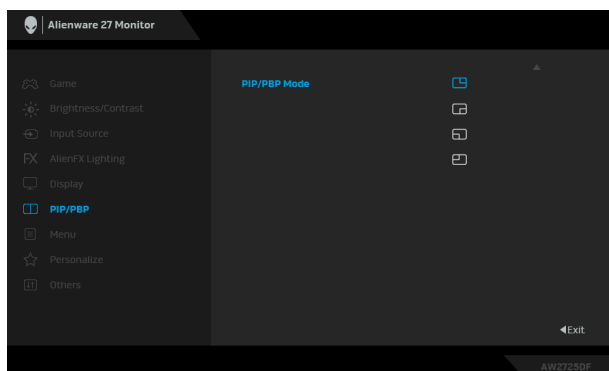 Alienware 27 Monitor
Game
PIP/PBP Mode
Brightness/Contrast
Input Source
FX AlienFX Lighting
Display
PIP/PBP
Menu
Personalize
Others
Exit
AW2725DF